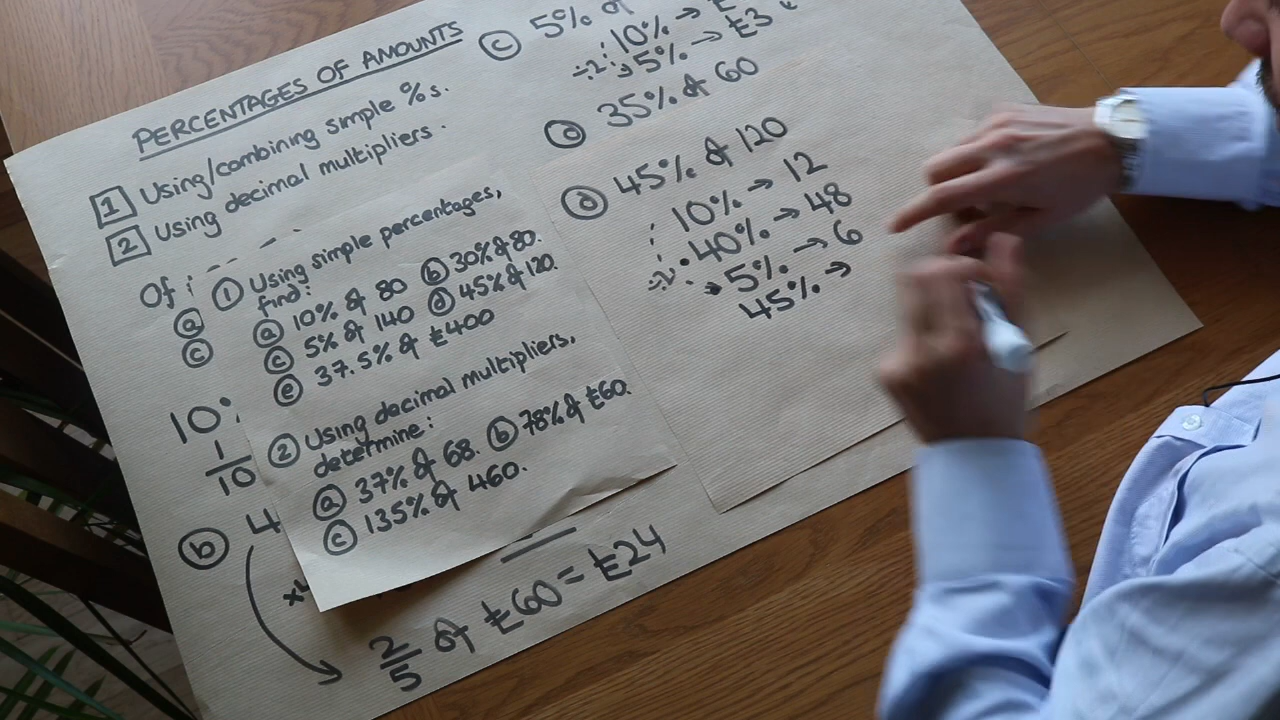 PERCENTAGES OF AMOUNTS
1 Using/combining simple %s.
2 Using decimal multipliers.
Of
a
c
10%
1/10
b 4
x
2/5 of £60 = £24
1 Using simple percentages,
find:
a 10% of 80 b 30% of 80.
c 5% of 140 d 45% of 120.
e 37.5% of £400
2 Using decimal multipliers,
determine:
a 37% of 68. b 78% of £60.
c 135% of 460.
c 5% of
10% → £
÷2 5% → £3
d 35% of 60
d 45% of 120
10% → 12
40% → 48
÷2 5% → 6
45% →